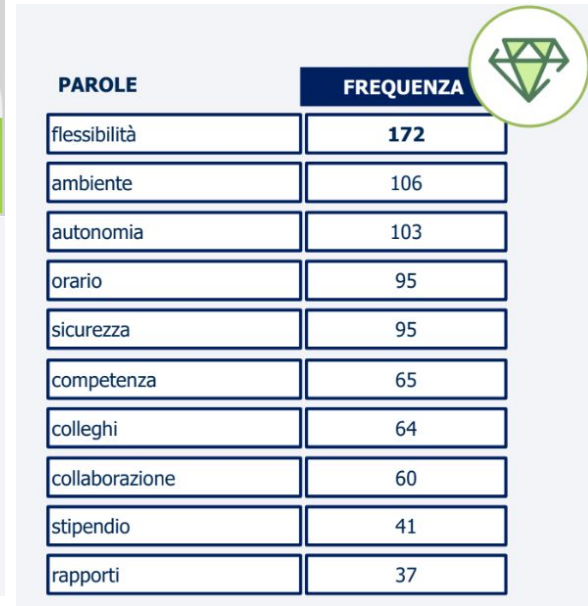 PAROLE FREQUENZA
flessibilità 172
ambiente 106
autonomia 103
orario 95
sicurezza 95
competenza 65
colleghi 64
collaborazione 60
stipendio 41
rapporti 37